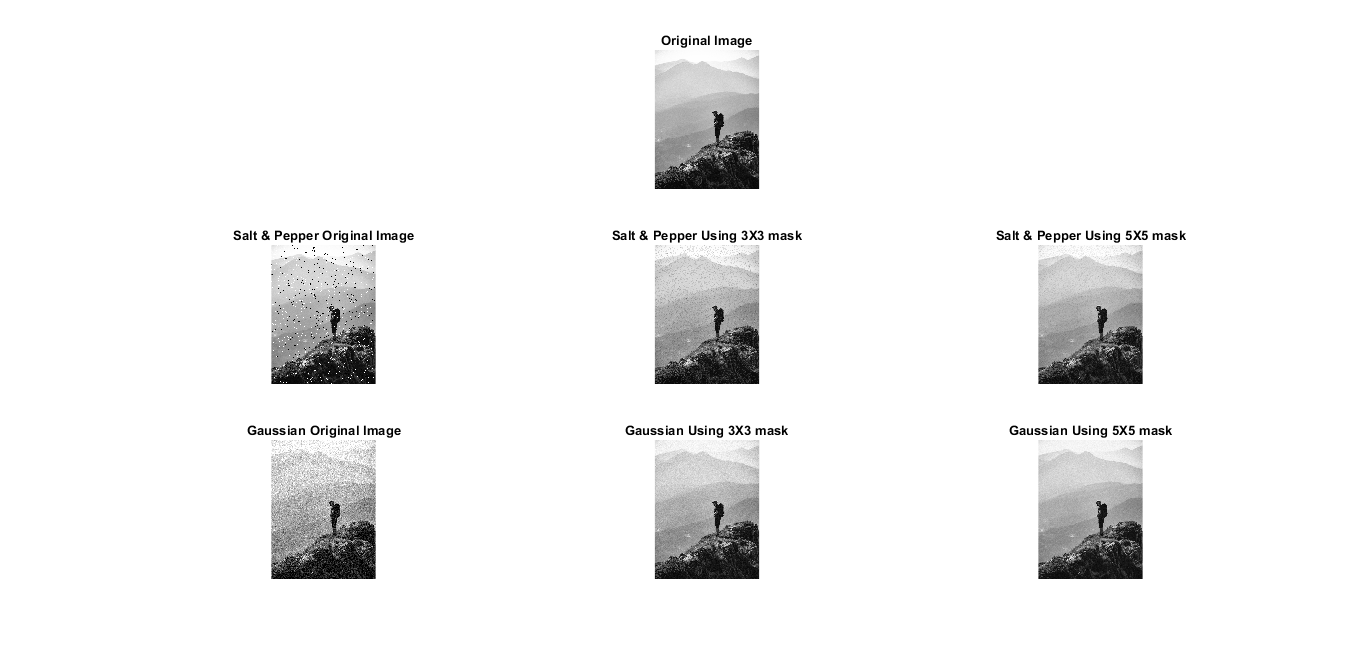 Original Image
Salt & Pepper Original Image
Salt & Pepper Using 3X3 mask
Salt & Pepper Using 5X5 mask
Gaussian Original Image
Gaussian Using 3X3 mask
Gaussian Using 5X5 mask